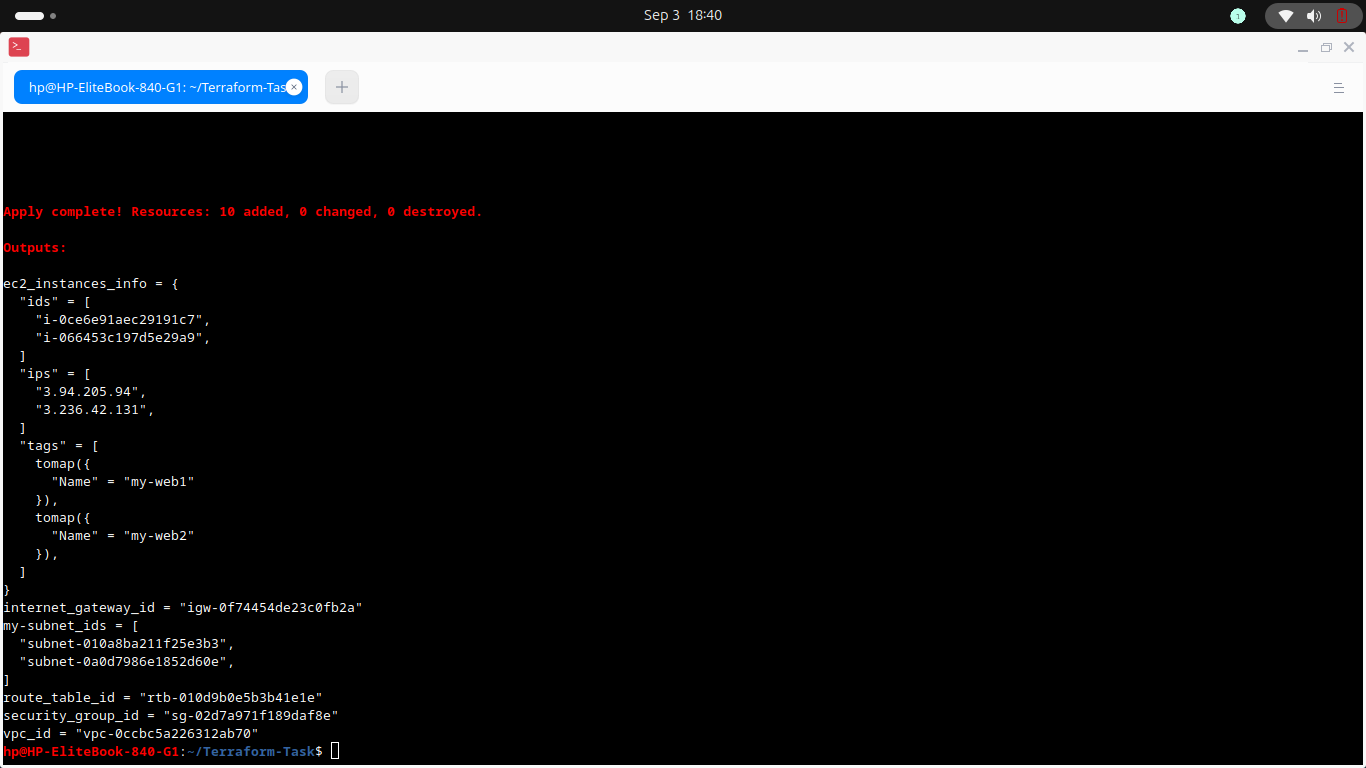 Sep 3 18:40
hp@HP-EliteBook-840-G1: ~/Terraform-Tas
Apply complete! Resources: 10 added, 0 changed, 0 destroyed.
Outputs:
ec2_instances_info = {
  "ids" = [
    "i-0ce6e91aec29191c7",
    "i-066453c197d5e29a9",
  ]
  "ips" = [
    "3.94.205.94",
    "3.236.42.131",
  ]
  "tags" = [
    tomap({
      "Name" = "my-web1"
    }),
    tomap({
      "Name" = "my-web2"
    }),
  ]
}
internet_gateway_id = "igw-0f74454de23c0fb2a"
my-subnet_ids = [
  "subnet-010a8ba211f25e3b3",
  "subnet-0a0d7986e1852d60e",
]
route_table_id = "rtb-010d9b0e5b3b41e1e"
security_group_id = "sg-02d7a971f189daf8e"
vpc_id = "vpc-0ccbc5a226312ab70"
hp@HP-EliteBook-840-G1:~/Terraform-Task$